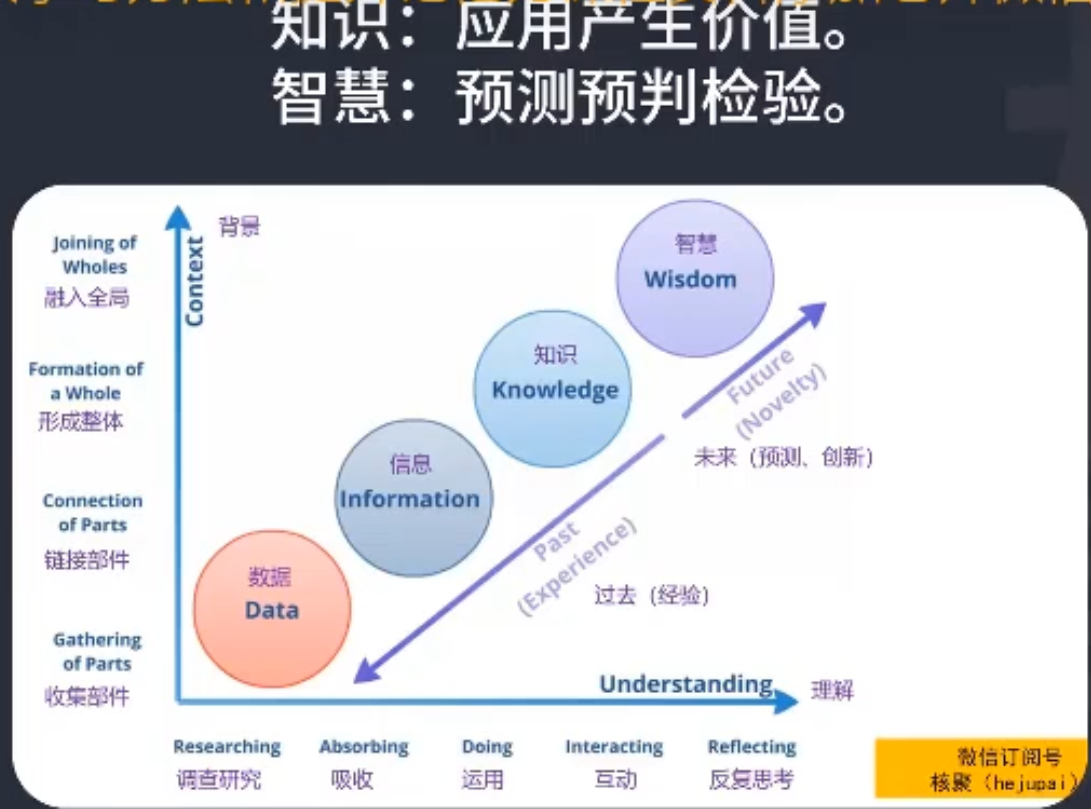 知识：应用产生价值。
智慧：预测预判检验。
背景
Context
Joining of
Wholes
融入全局
Formation of
a Whole
形成整体
Connection
of Parts
链接部件
Gathering
of Parts
收集部件
智慧
Wisdom
知识
Knowledge
信息
Information
数据
Data
Future
(Novelty)
未来（预测、创新）
Past
(Experience)
过去（经验）
Understanding
理解
Researching
Absorbing
Doing
Interacting
Reflecting
调查研究
吸收
运用
互动
反复思考
微信订阅号
核聚（hejupai）